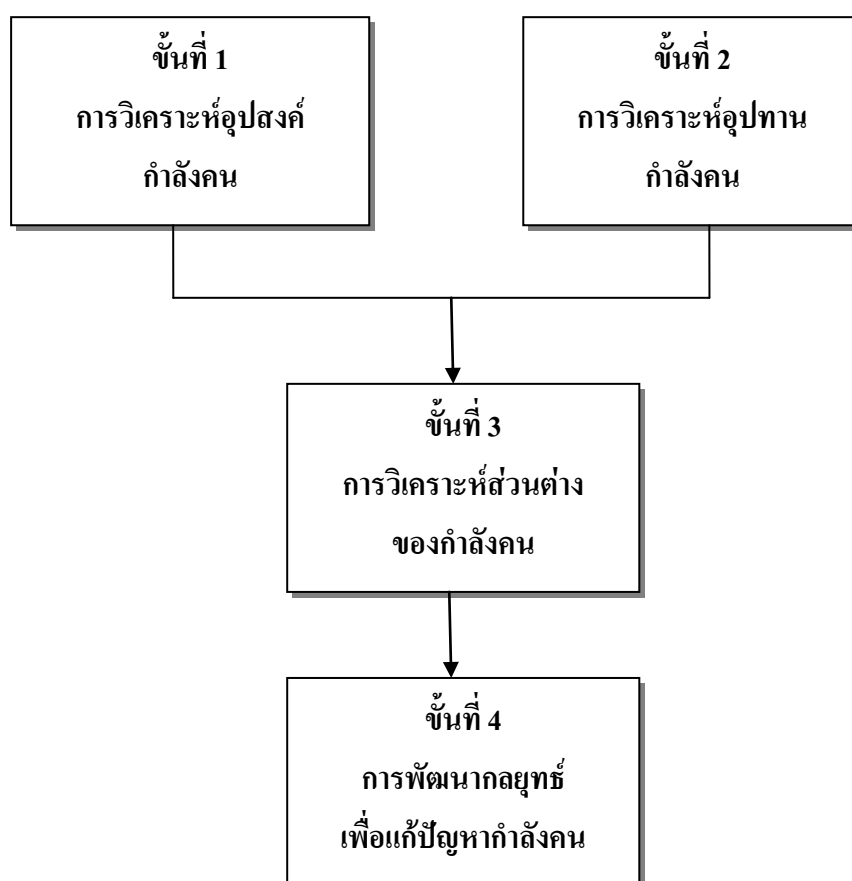 ขั้นที่ 1
การวิเคราะห์อุปสงค์
กำลังคน
ขั้นที่ 2
การวิเคราะห์อุปทาน
กำลังคน
ขั้นที่ 3
การวิเคราะห์ส่วนต่าง
ของกำลังคน
ขั้นที่ 4
การพัฒนากลยุทธ์
เพื่อแก้ปัญหากำลังคน